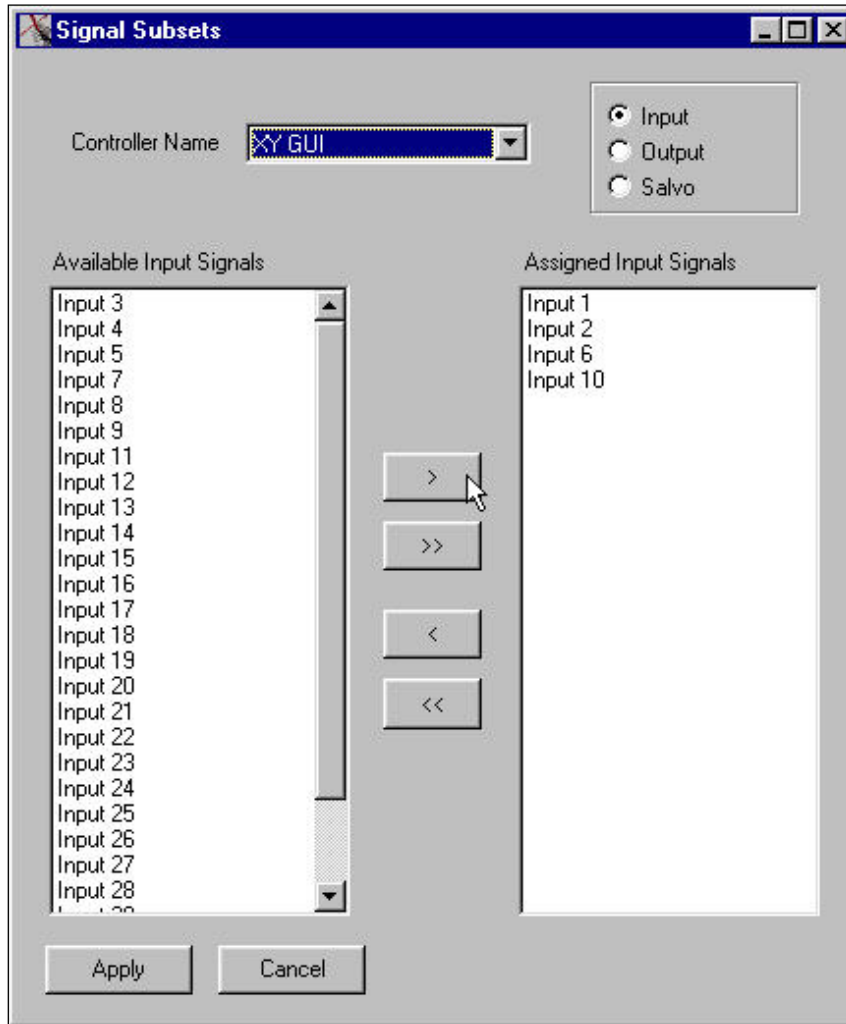 Signal Subsets
Controller Name
XY GUI
Input
Output
Salvo
Available Input Signals
Input 3
Input 4
Input 5
Input 7
Input 8
Input 9
Input 11
Input 12
Input 13
Input 14
Input 15
Input 16
Input 17
Input 18
Input 19
Input 20
Input 21
Input 22
Input 23
Input 24
Input 25
Input 26
Input 27
Input 28
>
>>
<
<<
Assigned Input Signals
Input 1
Input 2
Input 6
Input 10
Apply
Cancel